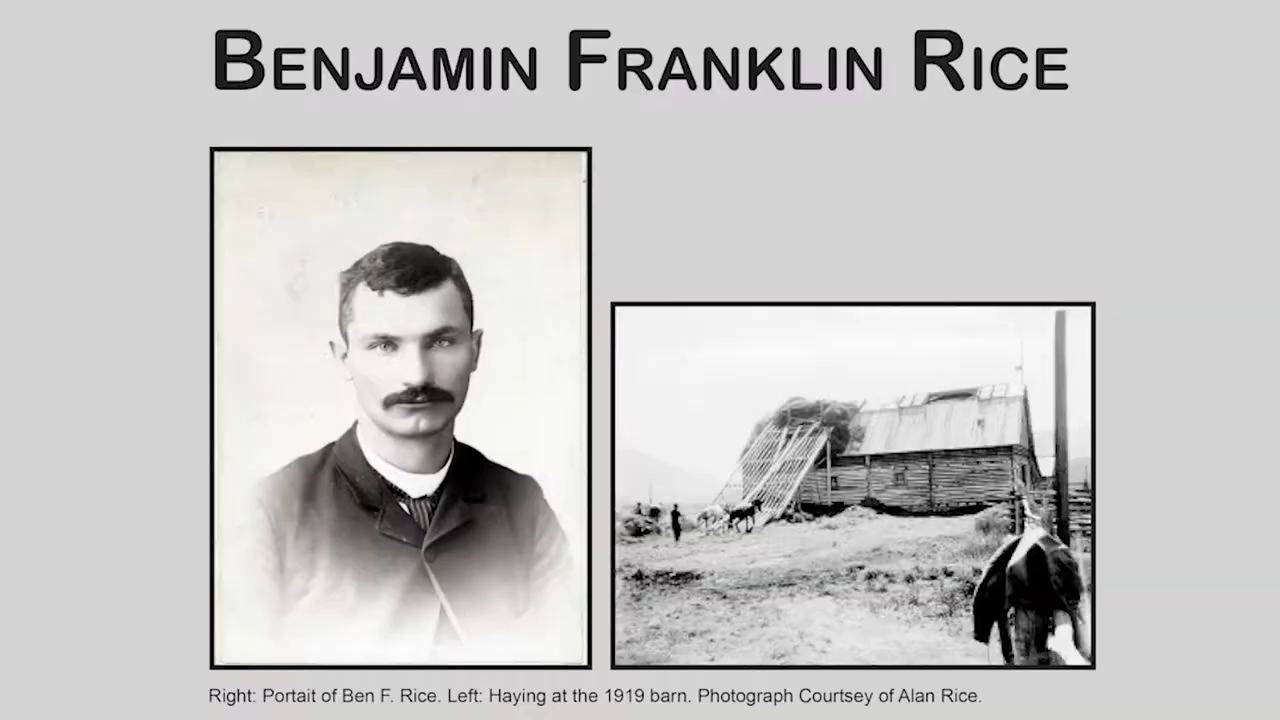 BENJAMIN FRANKLIN RICE
Right: Portait of Ben F. Rice. Left: Haying at the 1919 barn. Photograph Courtsey of Alan Rice.